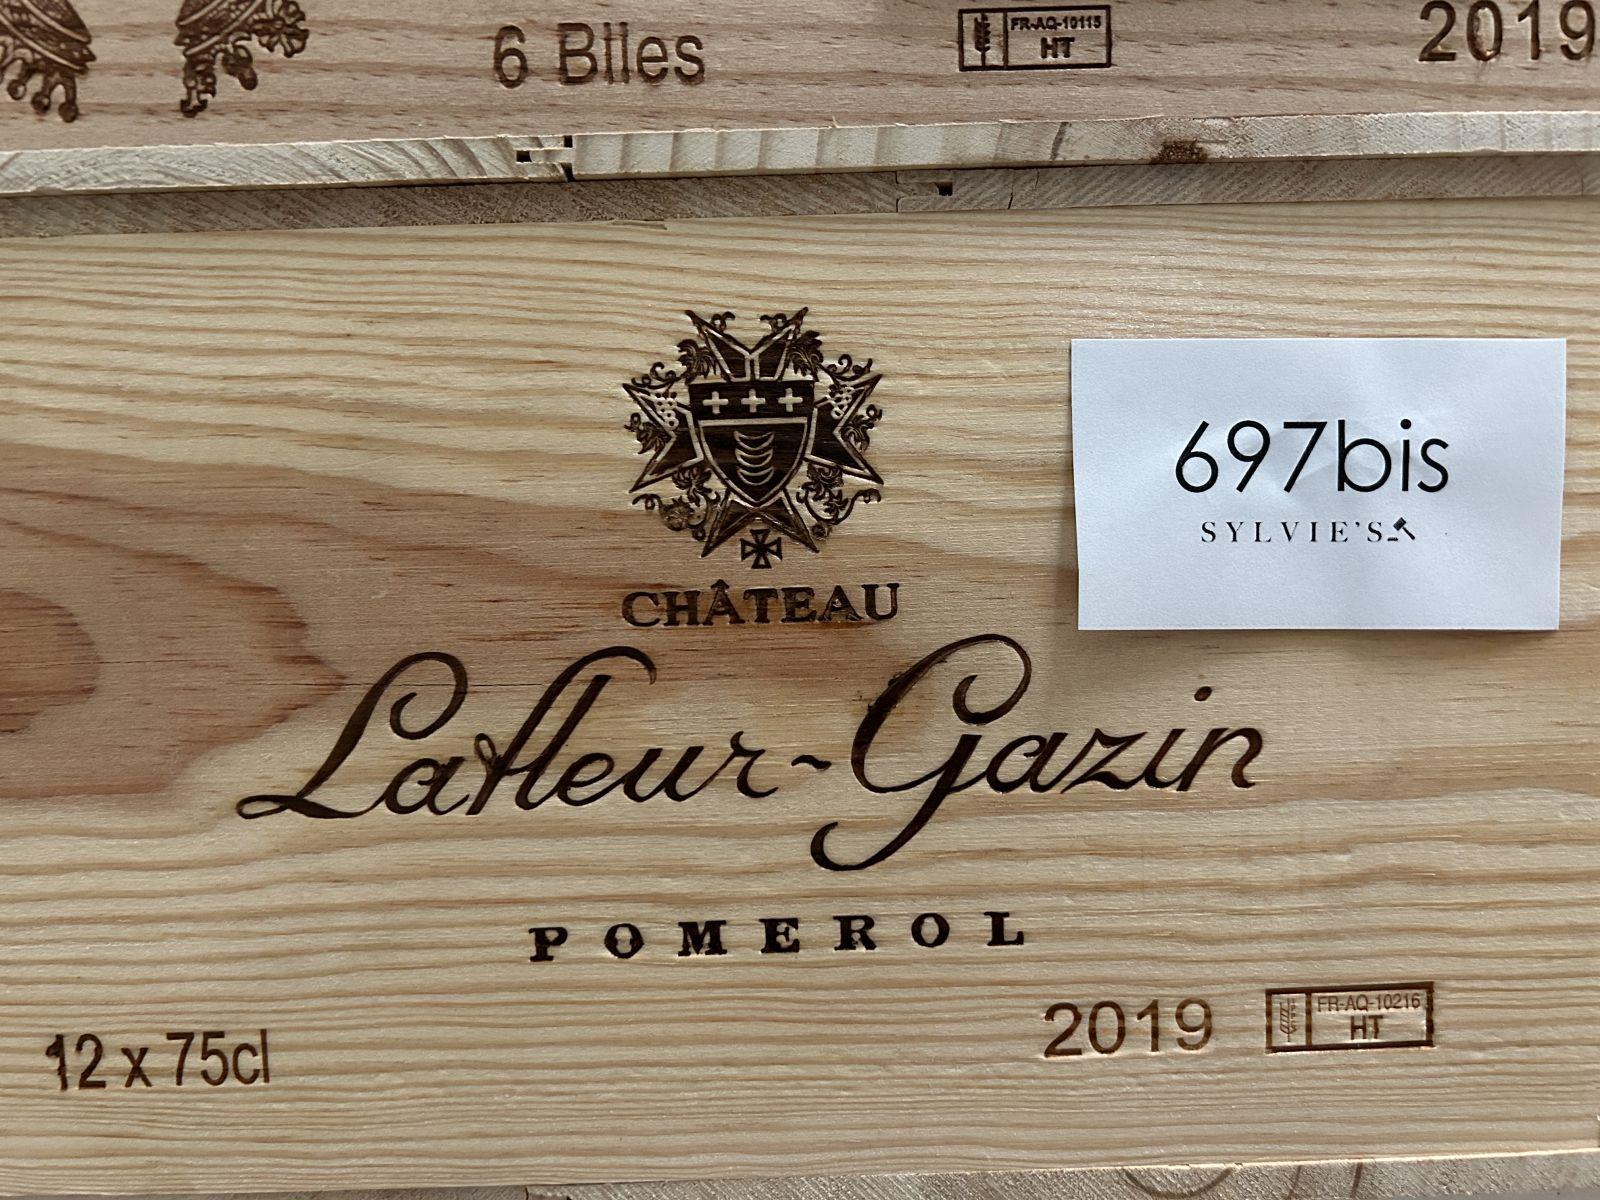 6 Blles
FR-AQ-10115
HT
2019
697bis
SYLVIE'S
CHÂTEAU
Lafleur-Gazin
POMEROL
12 x 75cl
2019
FR-AQ-10216
HT